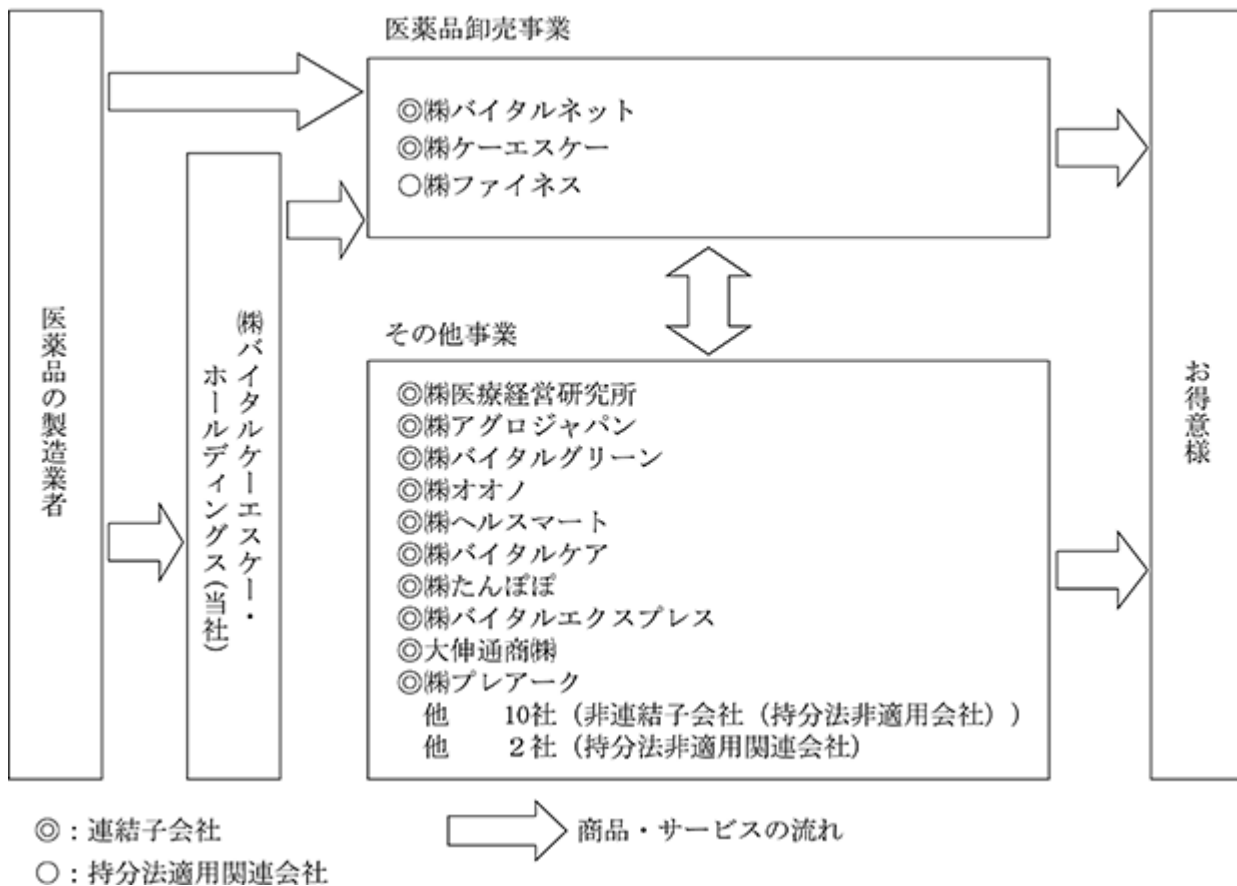 医薬品の製造業者
㈱バイタルケーエスケー・
ホールディングス(当社)
医薬品卸売事業
◎㈱バイタルネット
◎㈱ケーエスケー
○㈱ファイネス
その他事業
◎㈱医療経営研究所
◎㈱アグロジャパン
◎㈱バイタルグリーン
◎㈱オオノ
◎㈱ヘルスマート
◎㈱バイタルケア
◎㈱たんぽぽ
◎㈱バイタルエクスプレス
◎大伸通商㈱
◎㈱プレアーク
他　　10社（非連結子会社（持分法非適用会社））
他　　２社（持分法非適用関連会社）
お得意様
◎：連結子会社
○：持分法適用関連会社
商品・サービスの流れ